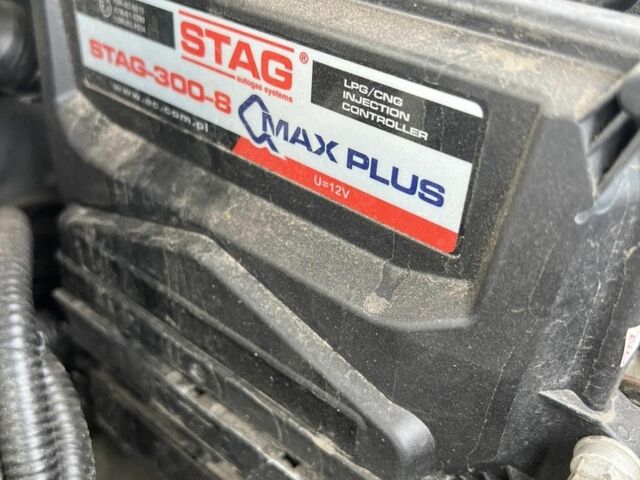 STAG®
autogas systems
STAG-300-8
QMAX PLUS
www.ac.com.pl
LPG/CNG
INJECTION
CONTROLLER
U=12V